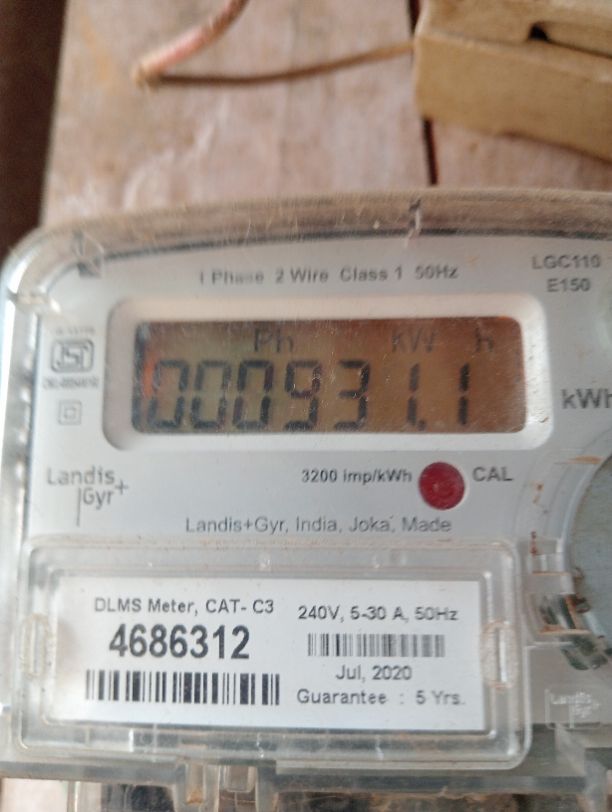 1 Phase 2 Wire Class 1 50Hz
LGC110
E150
Ph kW h
000931.1
kWh
Landis
Gyr+
3200 imp/kWh
CAL
Landis+Gyr, India, Joka, Made
DLMS Meter, CAT- C3
4686312
240V, 5-30 A, 50Hz
Jul, 2020
Guarantee : 5 Yrs.